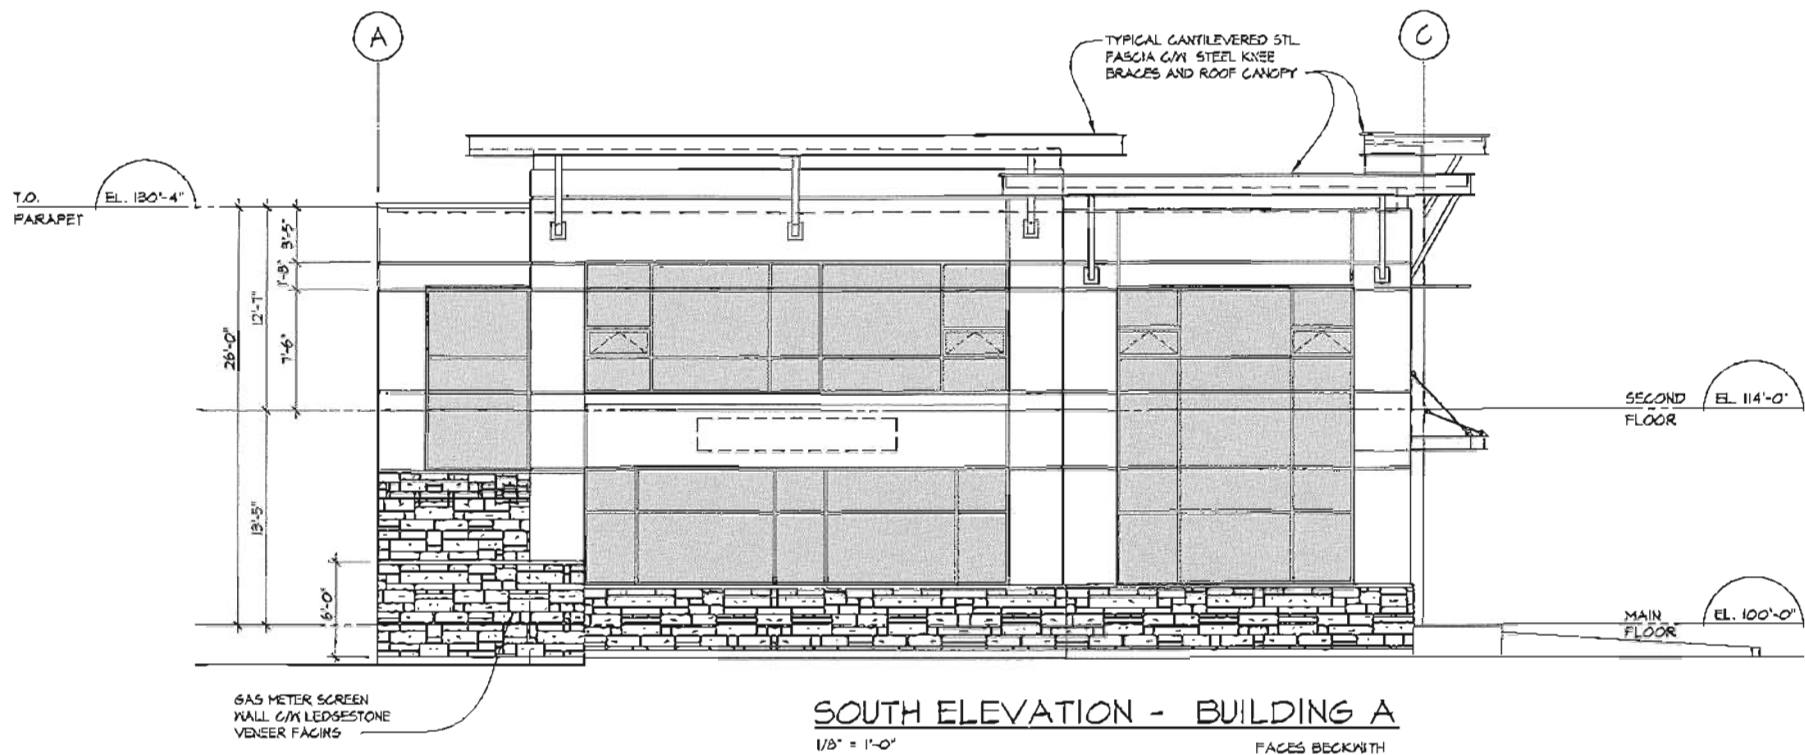 A
C
TYPICAL CANTILEVERED STL
FASCIA C/W STEEL KNEE
BRACES AND ROOF CANOPY
T.O.
PARAPET
EL. 130'-4"
3'-5"
1'-8"
12'-7"
7'-6"
26'-0"
13'-5"
6'-0"
SECOND
FLOOR
EL 114'-0"
MAIN
FLOOR
EL. 100'-0"
GAS METER SCREEN
WALL C/W LEDGESTONE
VENEER FACING
SOUTH ELEVATION - BUILDING A
1/8" = 1'-0"
FACES BECKWITH